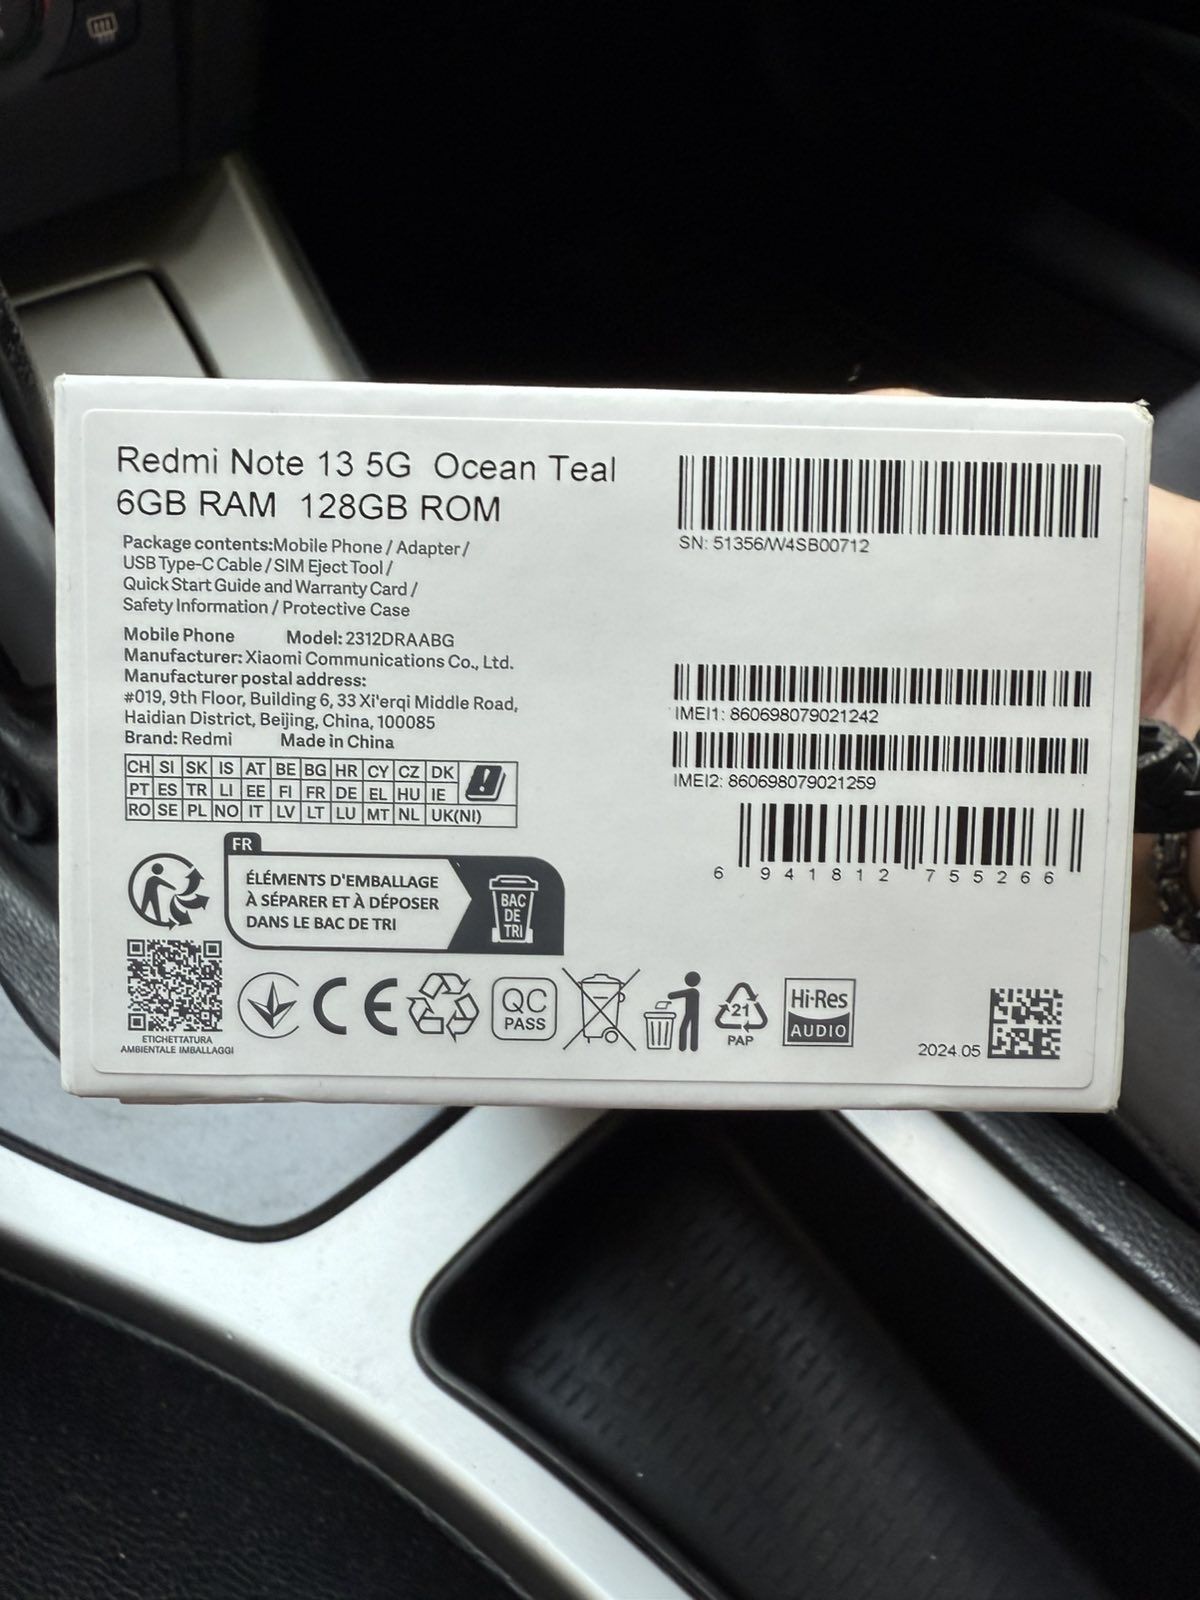 Redmi Note 13 5G Ocean Teal
6GB RAM 128GB ROM
Package contents:Mobile Phone / Adapter /
USB Type-C Cable / SIM Eject Tool /
Quick Start Guide and Warranty Card /
Safety Information / Protective Case
Mobile Phone Model: 2312DRAABG
Manufacturer: Xiaomi Communications Co., Ltd.
Manufacturer postal address:
#019, 9th Floor, Building 6, 33 Xi'erqi Middle Road,
Haidian District, Beijing, China, 100085
Brand: Redmi Made in China
CH SI SK IS AT BE BG HR CY CZ DK
PT ES TR LI EE FI FR DE EL HU IE
RO SE PL NO IT LV LT LU MT NL UK(NI)
FR
ÉLÉMENTS D'EMBALLAGE
À SÉPARER ET À DÉPOSER
DANS LE BAC DE TRI
BAC
DE
TRI
ETICHETTATURA
AMBIENTALE IMBALLAGGI
CE
QC
PASS
21
PAP
Hi-Res
AUDIO
SN: 51356/W4SB00712
IMEI1: 860698079021242
IMEI2: 860698079021259
6 941812 755266
2024.05